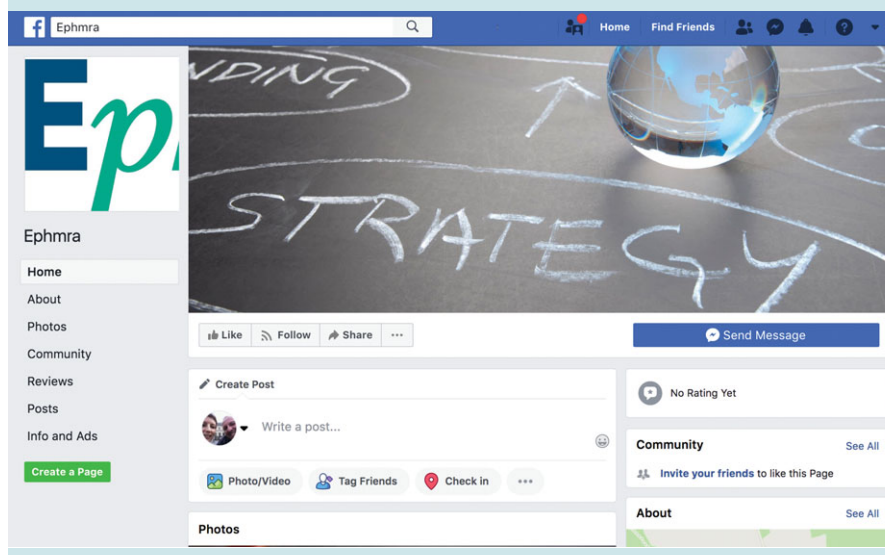 Ephmra
Home
Find Friends
Ep
NDING
STRATEGY
Ephmra
Home
About
Photos
Community
Reviews
Posts
Info and Ads
Create a Page
Like
Follow
Share
Send Message
Create Post
Write a post...
Photo/Video
Tag Friends
Check in
Photos
No Rating Yet
Community
See All
Invite your friends to like this Page
About
See All